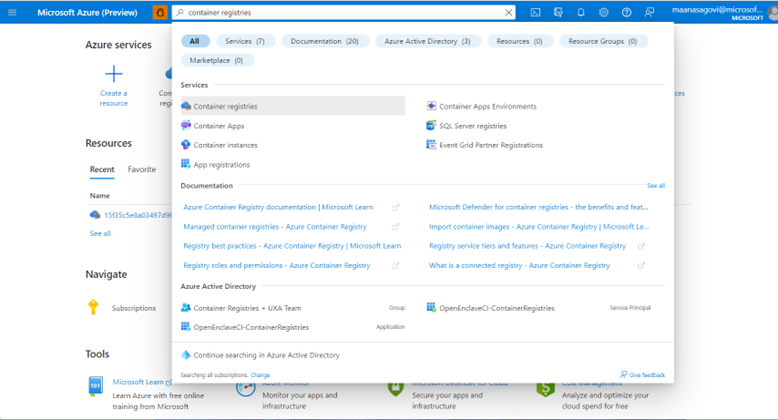 Microsoft Azure (Preview)
container registries
maanasagovi@microsof...
MICROSOFT
Azure services
Create a
resource
All
Services (7)
Documentation (20)
Azure Active Directory (3)
Resources (0)
Resource Groups (0)
Marketplace (0)
Services
Container registries
Container Apps Environments
Container Apps
SQL Server registries
Container instances
Event Grid Partner Registrations
App registrations
Documentation
See all
Azure Container Registry documentation | Microsoft Learn
Microsoft Defender for container registries - the benefits and feat...
Managed container registries - Azure Container Registry
Import container images - Azure Container Registry | Microsoft Le...
Registry best practices - Azure Container Registry | Microsoft Learn
Registry service tiers and features - Azure Container Registry
Registry roles and permissions - Azure Container Registry
What is a connected registry - Azure Container Registry
Azure Active Directory
Container Registries + UXA Team
Group
OpenEnclaveCI-ContainerRegistries
Service Principal
OpenEnclaveCI-ContainerRegistries
Application
Continue searching in Azure Active Directory
Searching all subscriptions. Change
Give feedback
Resources
Recent
Favorite
Name
15f35c5e8a03497d99
See all
Navigate
Subscriptions
Tools
Microsoft Learn
Learn Azure with free online
training from Microsoft
Azure Monitor
Monitor your apps and
infrastructure
Microsoft Defender for Cloud
Secure your apps and
infrastructure
Cost Management
Analyze and optimize your
cloud spend for free